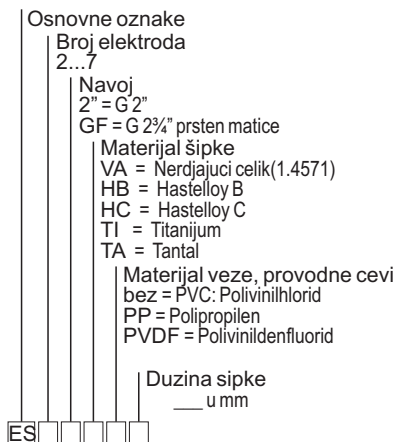 Osnovne oznake
Broj elektroda
2...7
Navoj
2” = G 2”
GF = G 2¾” prsten matice
Materijal šipke
VA = Nerdjajuci celik(1.4571)
HB = Hastelloy B
HC = Hastelloy C
TI = Titanijum
TA = Tantal
Materijal veze, provodne cevi
bez = PVC: Polivinilhlorid
PP = Polipropilen
PVDF = Polivinildenfluorid
Duzina sipke
___ u mm
ES